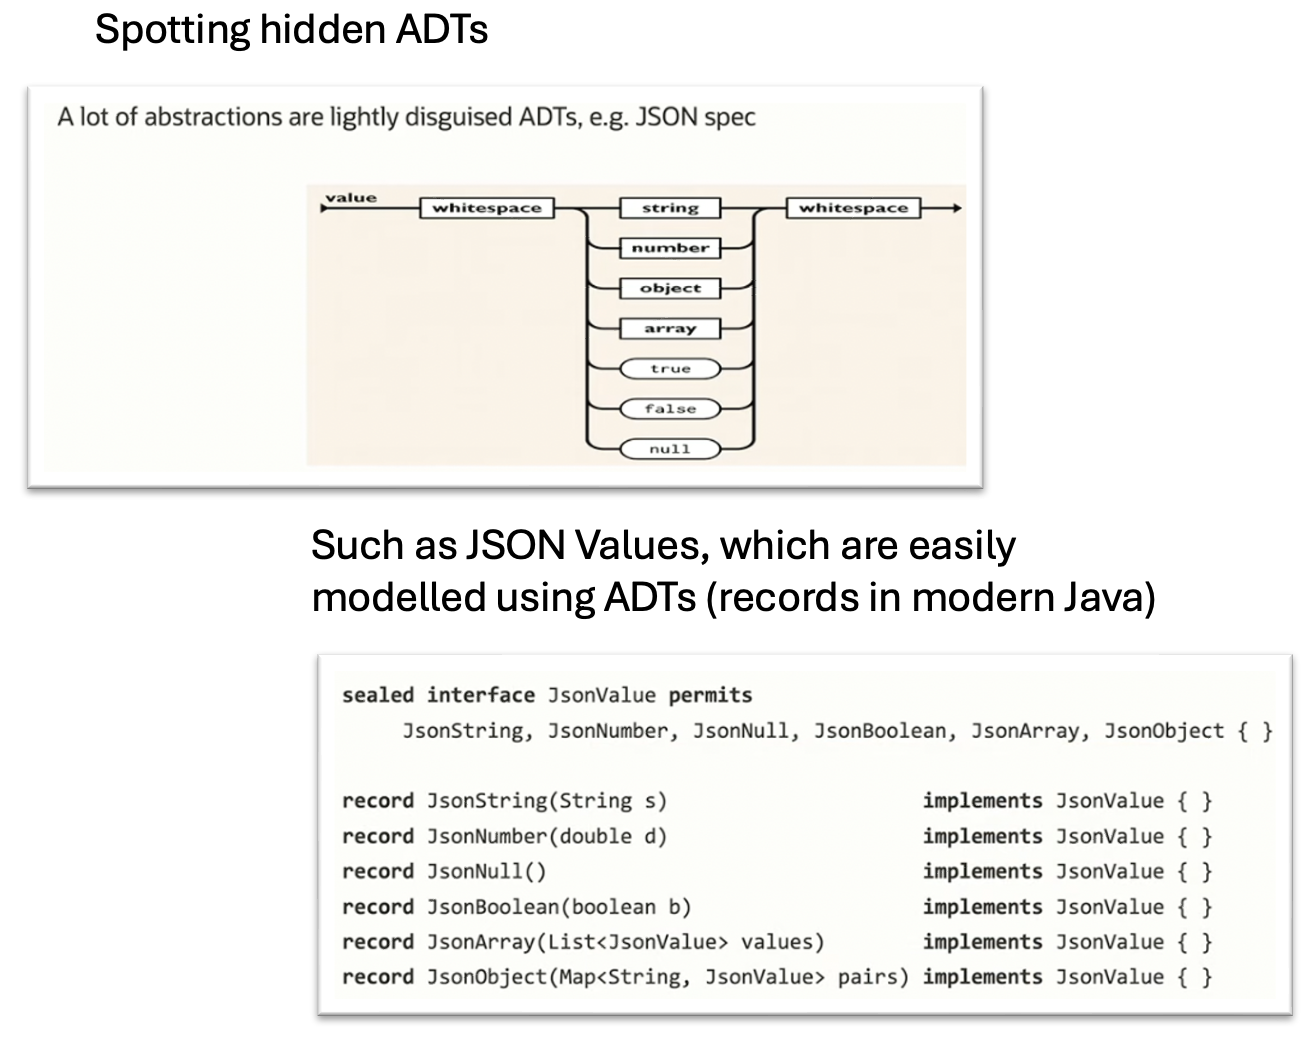 Spotting hidden ADTs
A lot of abstractions are lightly disguised ADTs, e.g. JSON spec
value
whitespace string whitespace
number
object
array
true
false
null
Such as JSON Values, which are easily
modelled using ADTs (records in modern Java)
sealed interface JsonValue permits
JsonString, JsonNumber, JsonNull, JsonBoolean, JsonArray, JsonObject { }
record JsonString(String s) implements JsonValue { }
record JsonNumber(double d) implements JsonValue { }
record JsonNull() implements JsonValue { }
record JsonBoolean(boolean b) implements JsonValue { }
record JsonArray(List<JsonValue> values) implements JsonValue { }
record JsonObject(Map<String, JsonValue> pairs) implements JsonValue { }